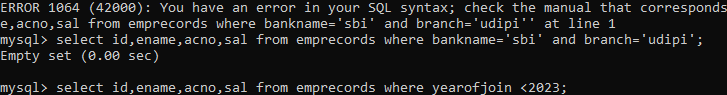 ERROR 1064 (42000): You have an error in your SQL syntax; check the manual that corresponds
e,acno,sal from emprecords where bankname='sbi' and branch='udipi'' at line 1
mysql> select id,ename,acno,sal from emprecords where bankname='sbi' and branch='udipi';
Empty set (0.00 sec)
mysql> select id,ename,acno,sal from emprecords where yearofjoin <2023;